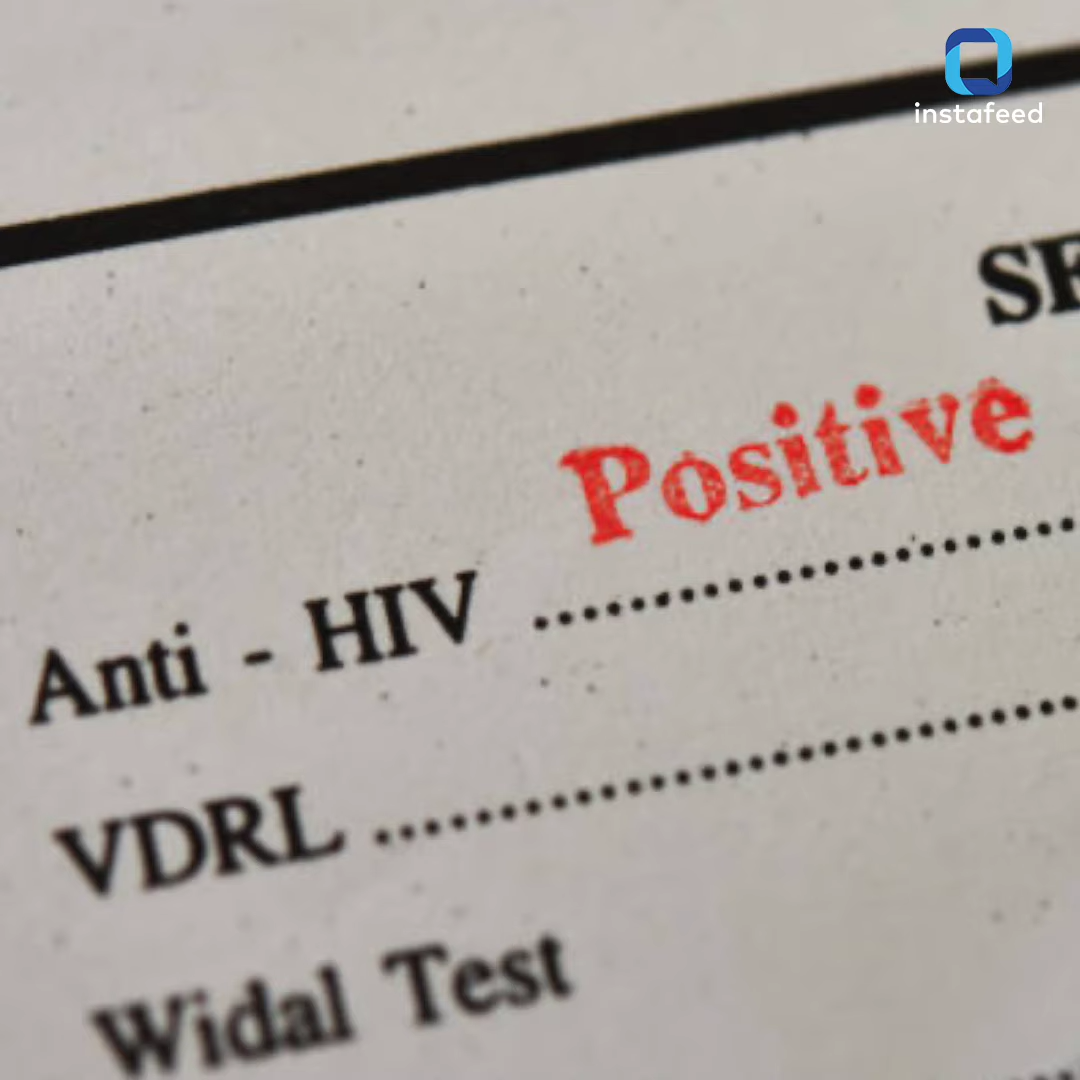 instafeed
SE
Positive
Anti - HIV ..............................
VDRL ..............................
Widal Test